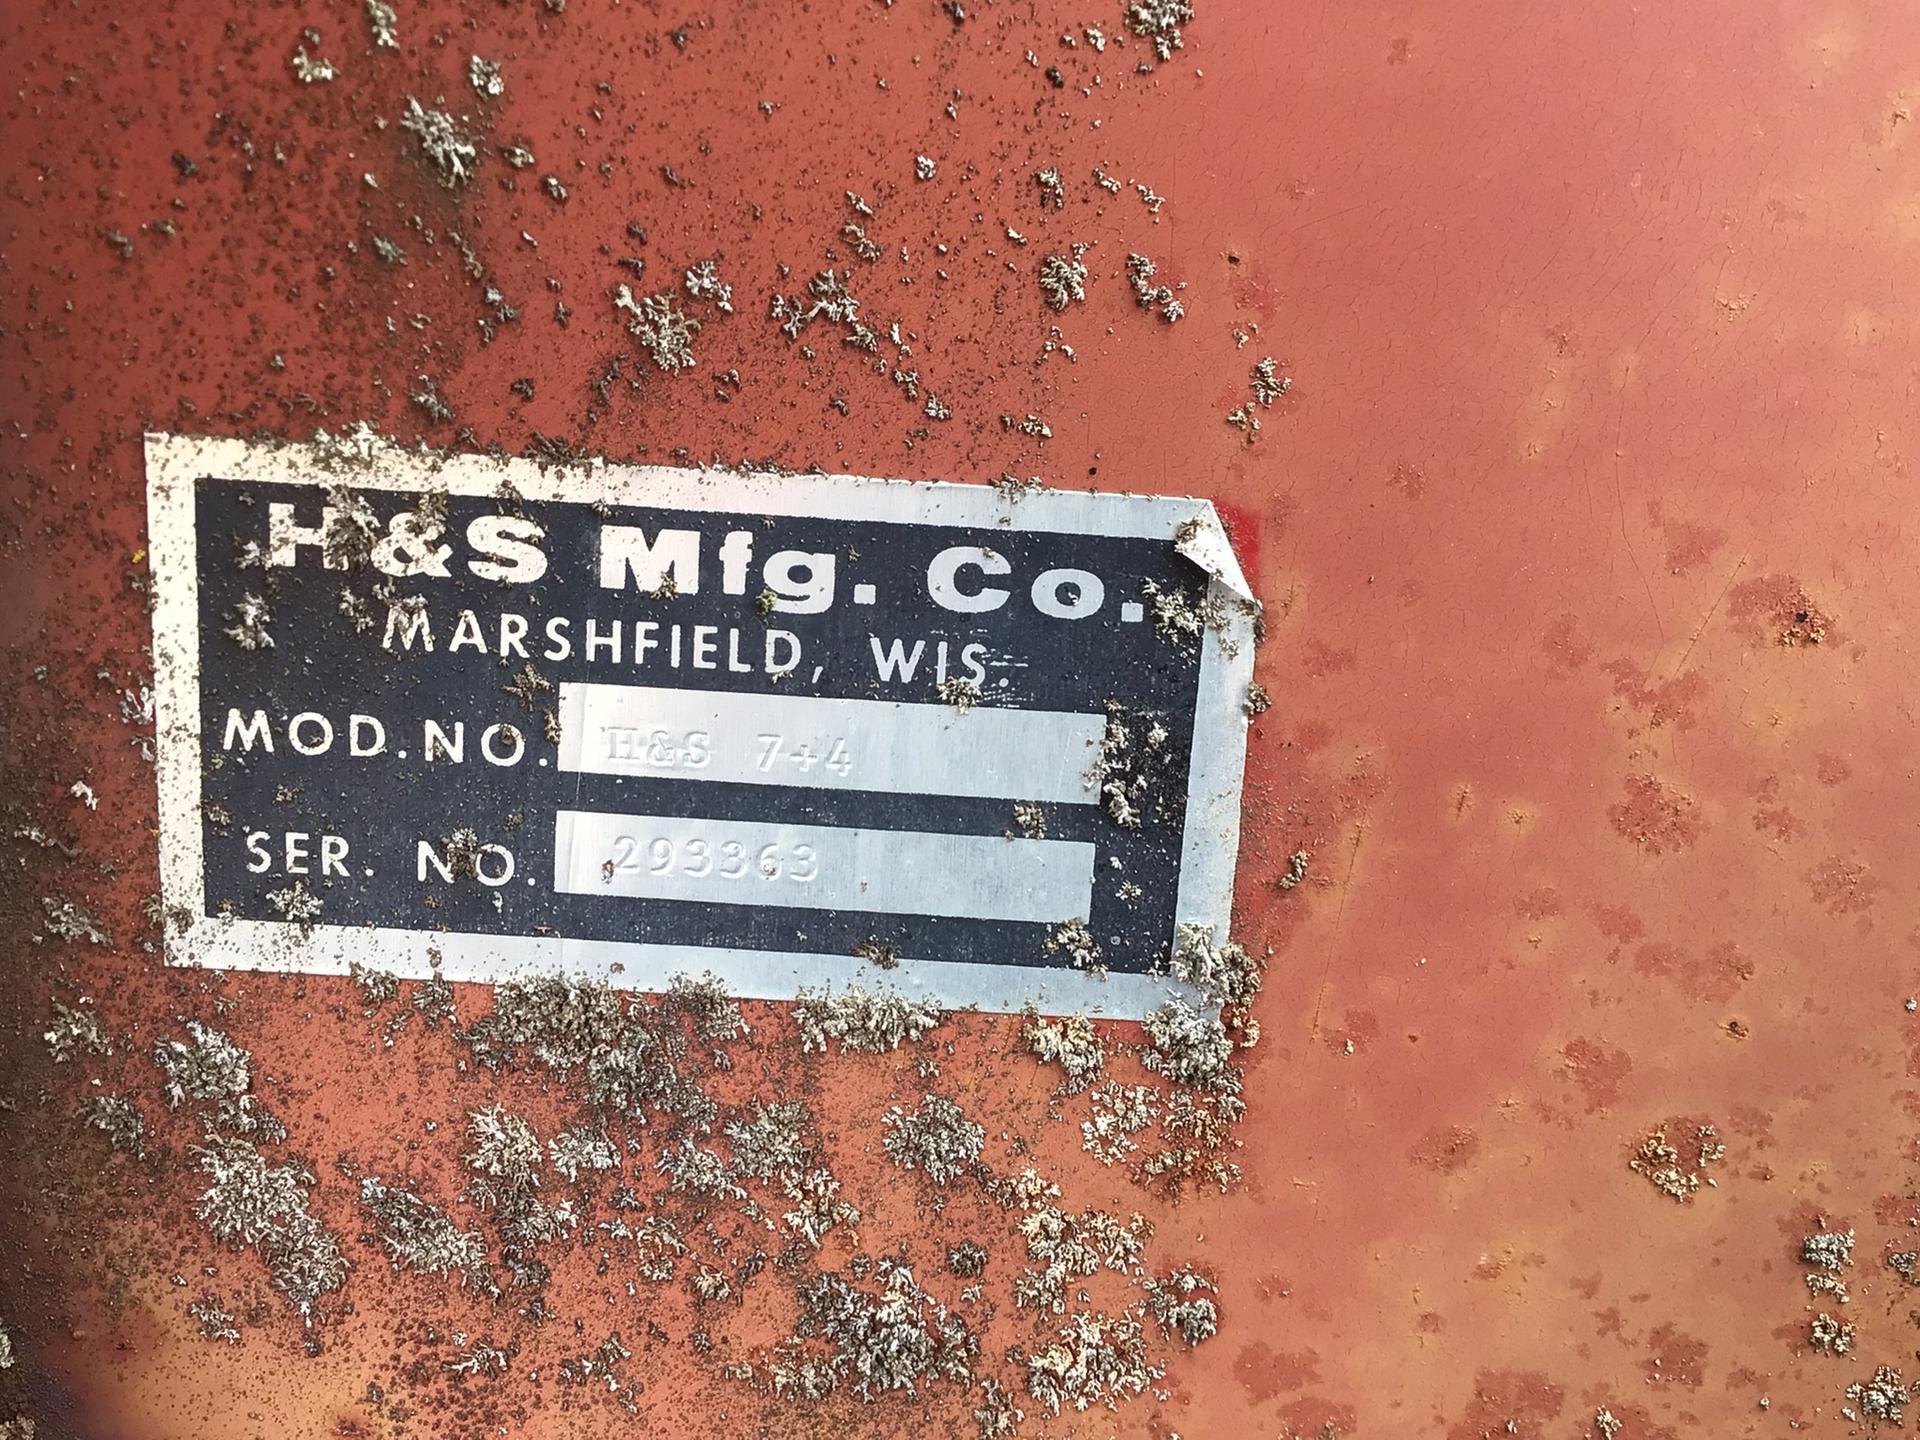 H&S Mfg. Co.
MARSHFIELD, WIS.
MOD. NO. H&S 7+4
SER. NO. 293363